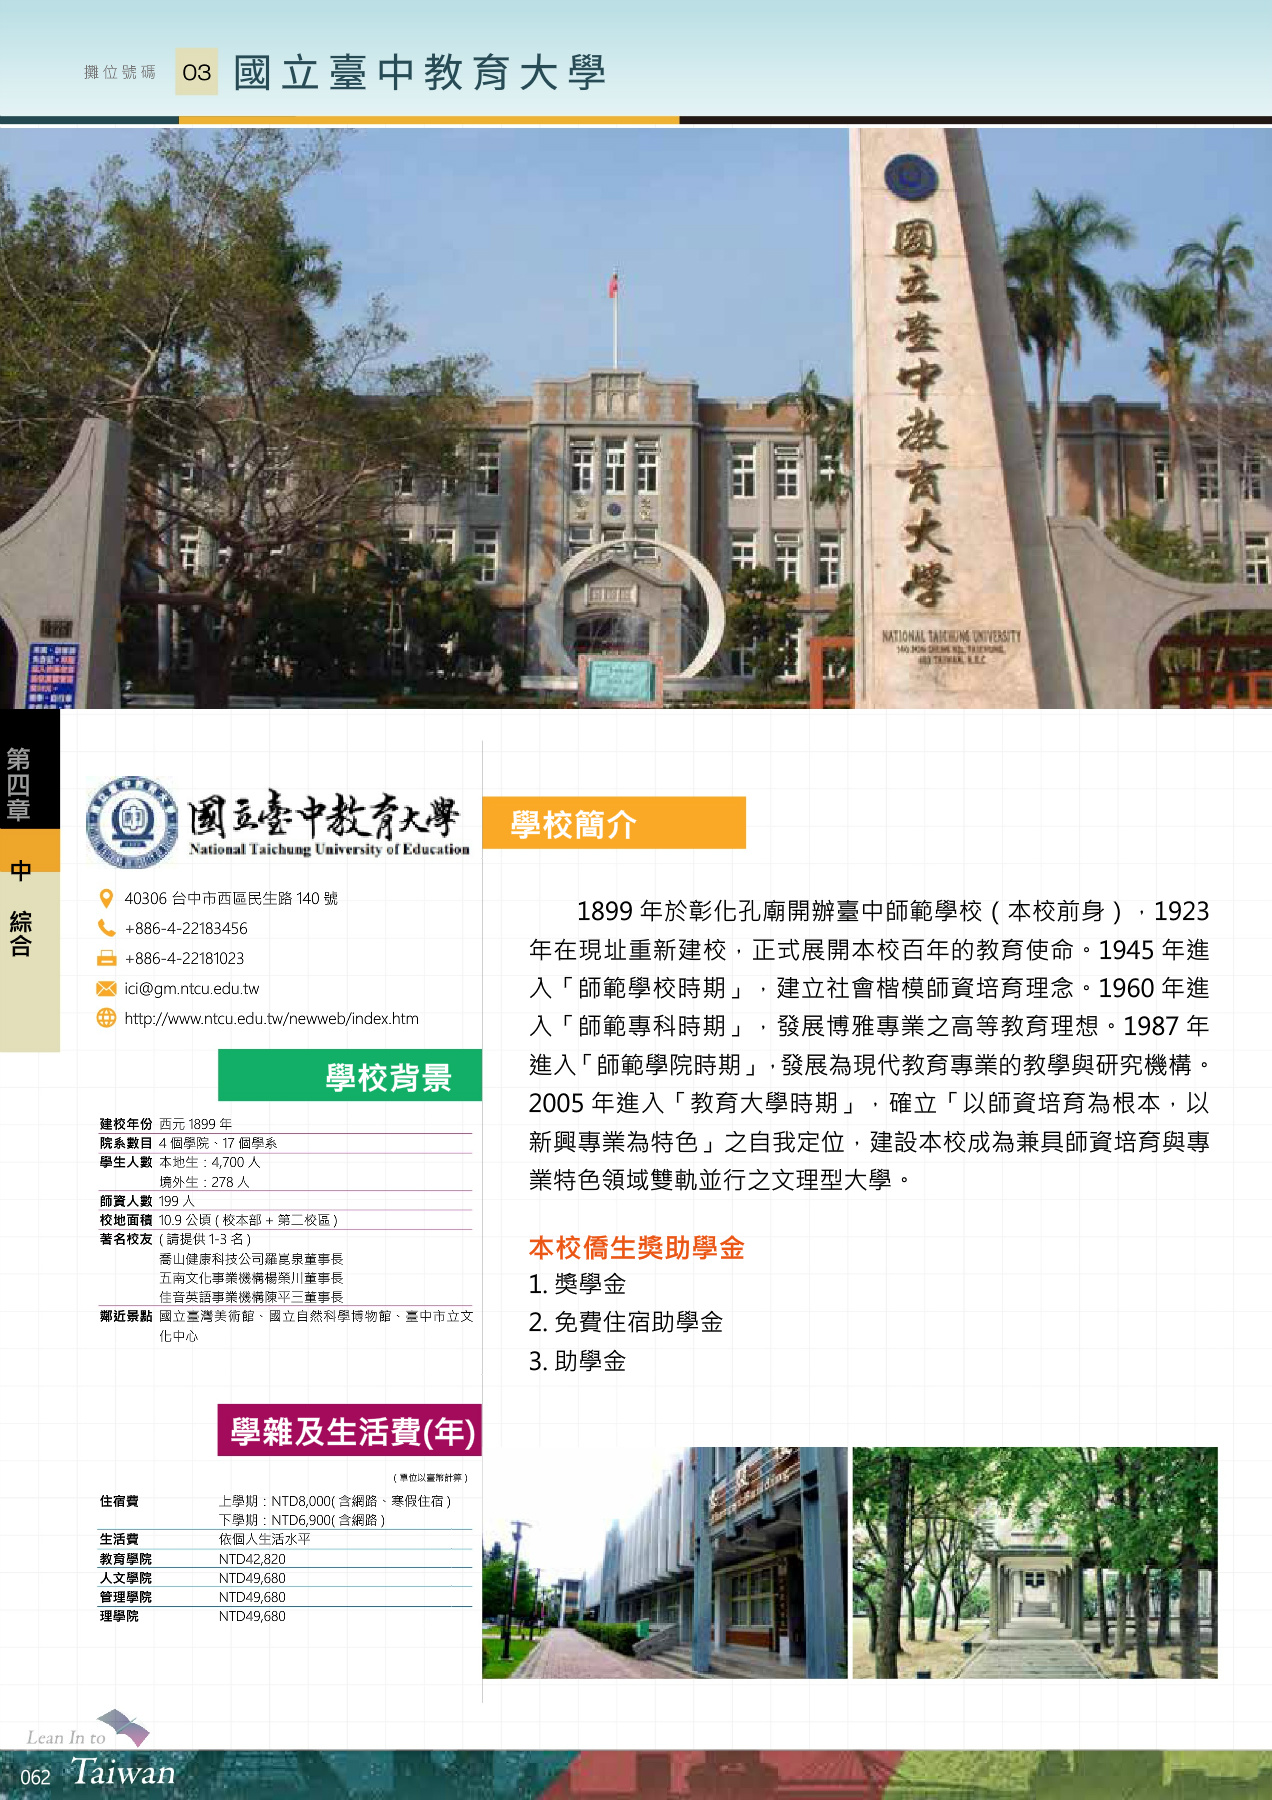 攤位號碼 03 國立臺中教育大學
國立臺中教育大學
NATIONAL TAICHUNG UNIVERSITY
第四章
中 綜合
國立臺中教育大學
National Taichung University of Education
40306 台中市西區民生路 140 號
+886-4-22183456
+886-4-22181023
ici@gm.ntcu.edu.tw
http://www.ntcu.edu.tw/newweb/index.htm
學校背景
建校年份 西元 1899 年
院系數目 4 個學院、17 個學系
學生人數 本地生：4,700 人
境外生：278 人
師資人數 199 人
校地面積 10.9 公頃 ( 校本部 + 第二校區 )
著名校友 ( 請提供 1-3 名 )
喬山健康科技公司羅崑泉董事長
五南文化事業機構楊榮川董事長
佳音英語事業機構陳平三董事長
鄰近景點 國立臺灣美術館、國立自然科學博物館、臺中市立文
化中心
學雜及生活費(年)
( 單位以臺幣計算 )
住宿費 上學期：NTD8,000( 含網路、寒假住宿 )
下學期：NTD6,900( 含網路 )
生活費 依個人生活水平
教育學院 NTD42,820
人文學院 NTD49,680
管理學院 NTD49,680
理學院 NTD49,680
學校簡介
1899 年於彰化孔廟開辦臺中師範學校（本校前身），1923
年在現址重新建校，正式展開本校百年的教育使命。1945 年進
入「師範學校時期」，建立社會楷模師資培育理念。1960 年進
入「師範專科時期」，發展博雅專業之高等教育理想。1987 年
進入「師範學院時期」，發展為現代教育專業的教學與研究機構。
2005 年進入「教育大學時期」，確立「以師資培育為根本，以
新興專業為特色」之自我定位，建設本校成為兼具師資培育與專
業特色領域雙軌並行之文理型大學。
本校僑生獎助學金
1. 獎學金
2. 免費住宿助學金
3. 助學金
Lean In to
062 Taiwan